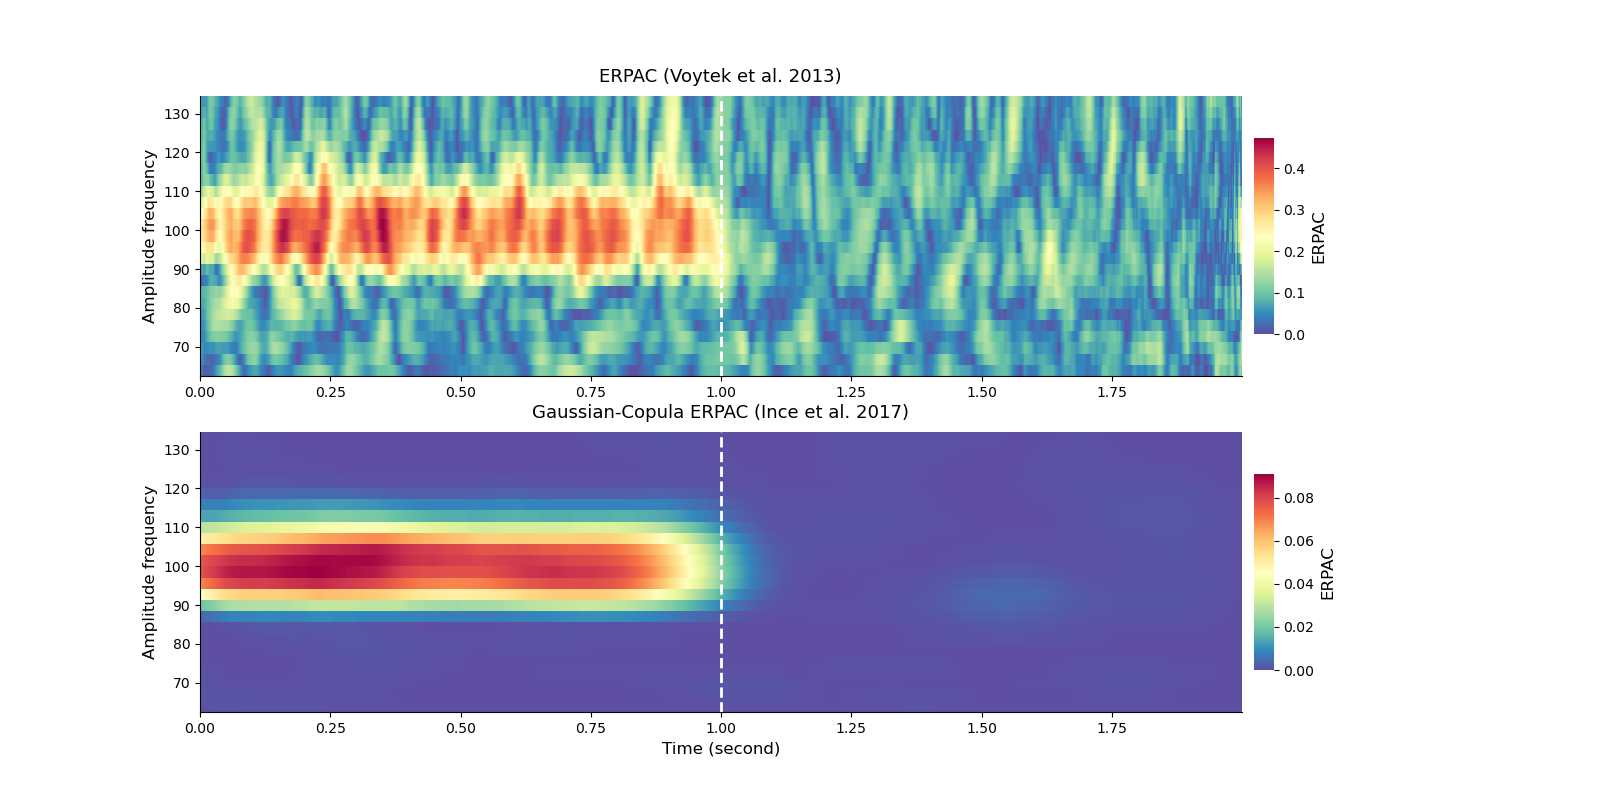 ERPAC (Voytek et al. 2013)
Amplitude frequency
130
120
110
100
90
80
70
0.00 0.25 0.50 0.75 1.00 1.25 1.50 1.75
0.4
0.3
0.2
0.1
0.0
ERPAC
Gaussian-Copula ERPAC (Ince et al. 2017)
Amplitude frequency
130
120
110
100
90
80
70
0.00 0.25 0.50 0.75 1.00 1.25 1.50 1.75
Time (second)
0.08
0.06
0.04
0.02
0.00
ERPAC